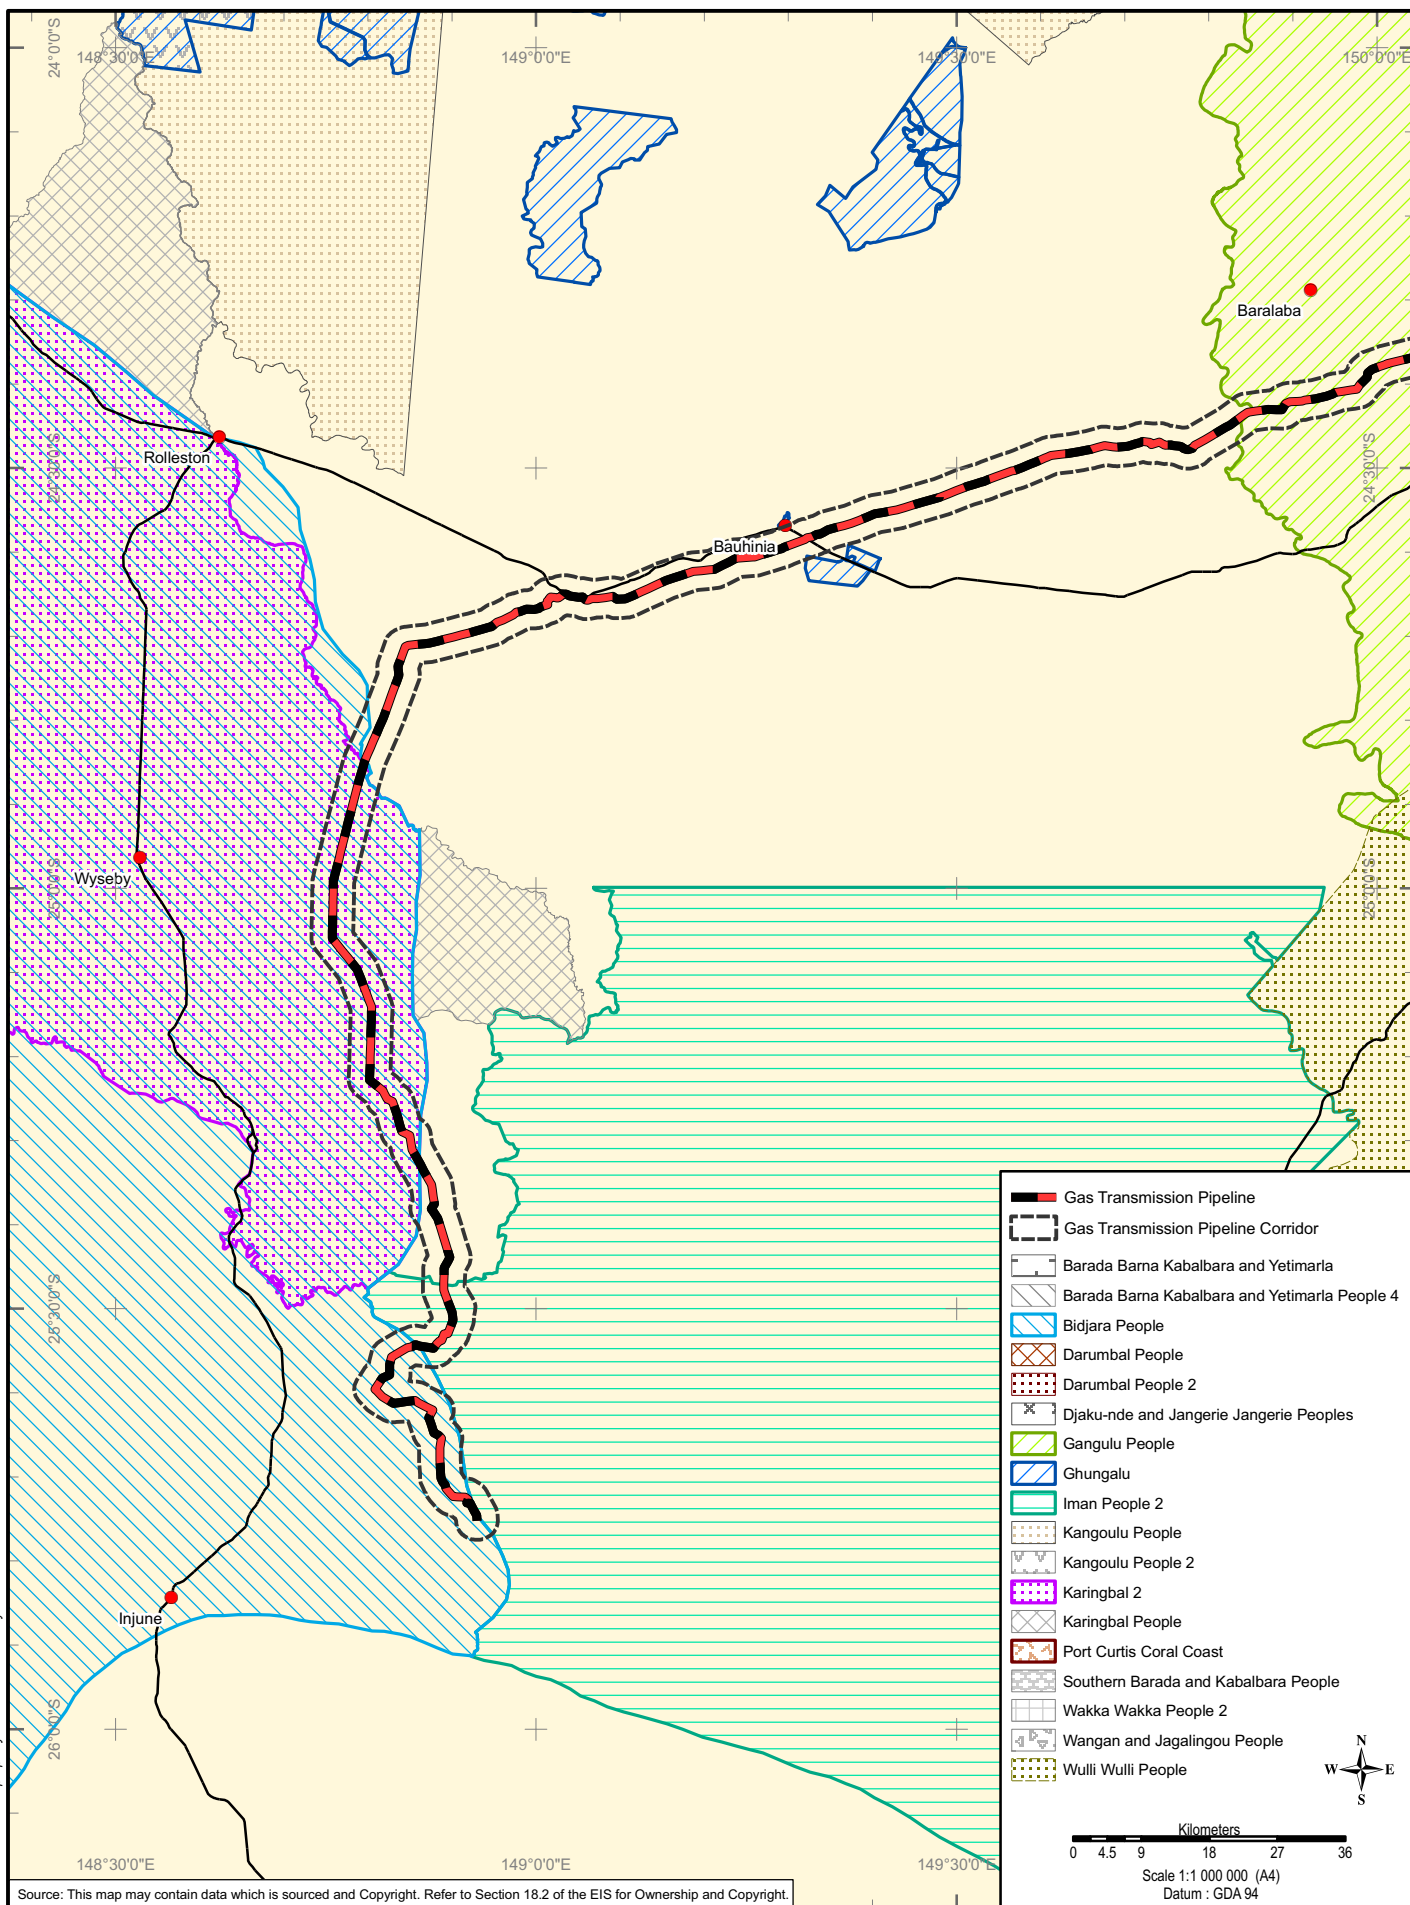 148°30'0"E
149°0'0"E
149°30'0"E
150°0'0"E
24°0'0"S
Baralaba
Rolleston
24°30'0"S
24°30'0"S
Bauhinia
Wyseby
25°0'0"S
25°0'0"S
25°30'0"S
Injune
26°0'0"S
148°30'0"E
149°0'0"E
149°30'0"E
Gas Transmission Pipeline
Gas Transmission Pipeline Corridor
Barada Barna Kabalbara and Yetimarla
Barada Barna Kabalbara and Yetimarla People 4
Bidjara People
Darumbal People
Darumbal People 2
Djaku-nde and Jangerie Jangerie Peoples
Gangulu People
Ghungalu
Iman People 2
Kangoulu People
Kangoulu People 2
Karingbal 2
Karingbal People
Port Curtis Coral Coast
Southern Barada and Kabalbara People
Wakka Wakka People 2
Wangan and Jagalingou People
Wulli Wulli People
N
W E
S
Kilometers
0 4.5 9 18 27 36
Scale 1:1 000 000 (A4)
Datum : GDA 94
Source: This map may contain data which is sourced and Copyright. Refer to Section 18.2 of the EIS for Ownership and Copyright.